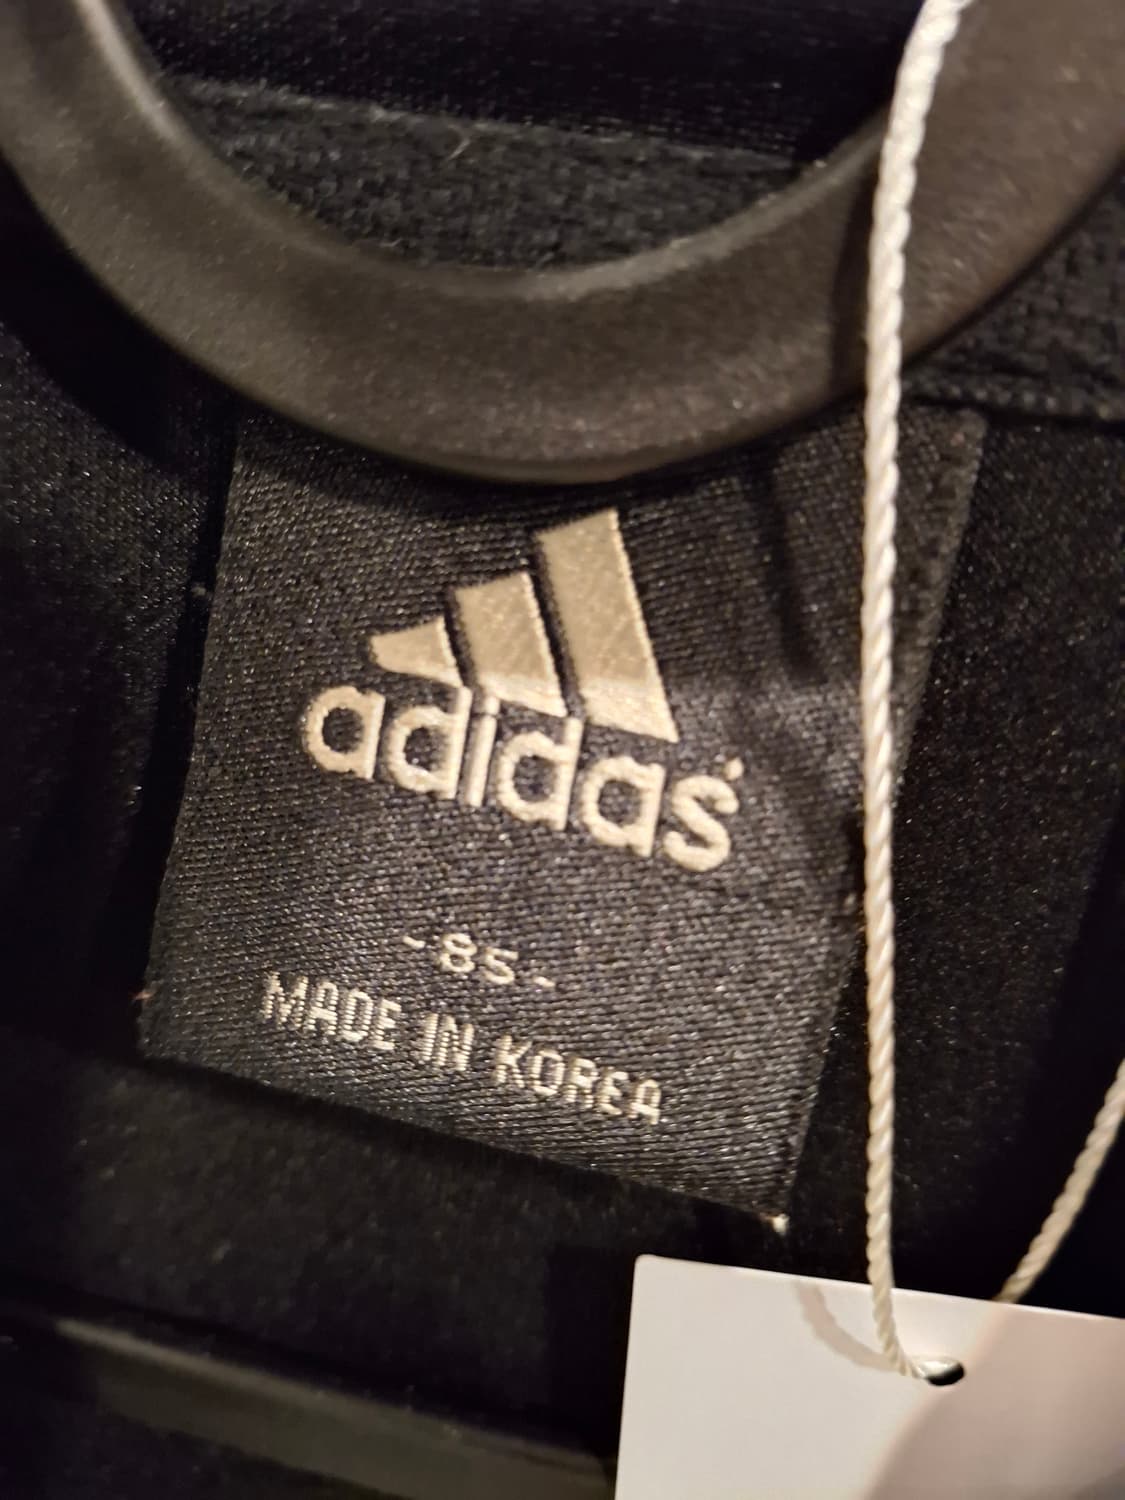 adidas
-85-
MADE IN KOREA